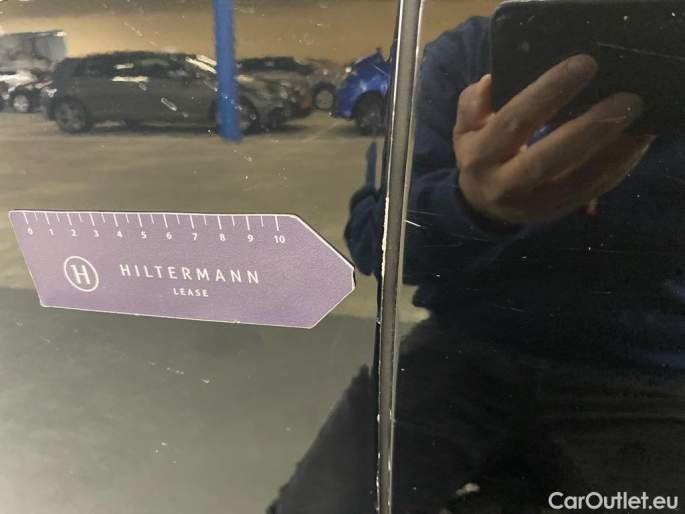 0 1 2 3 4 5 6 7 8 9 10
H HILTERMANN
LEASE
CarOutlet.eu